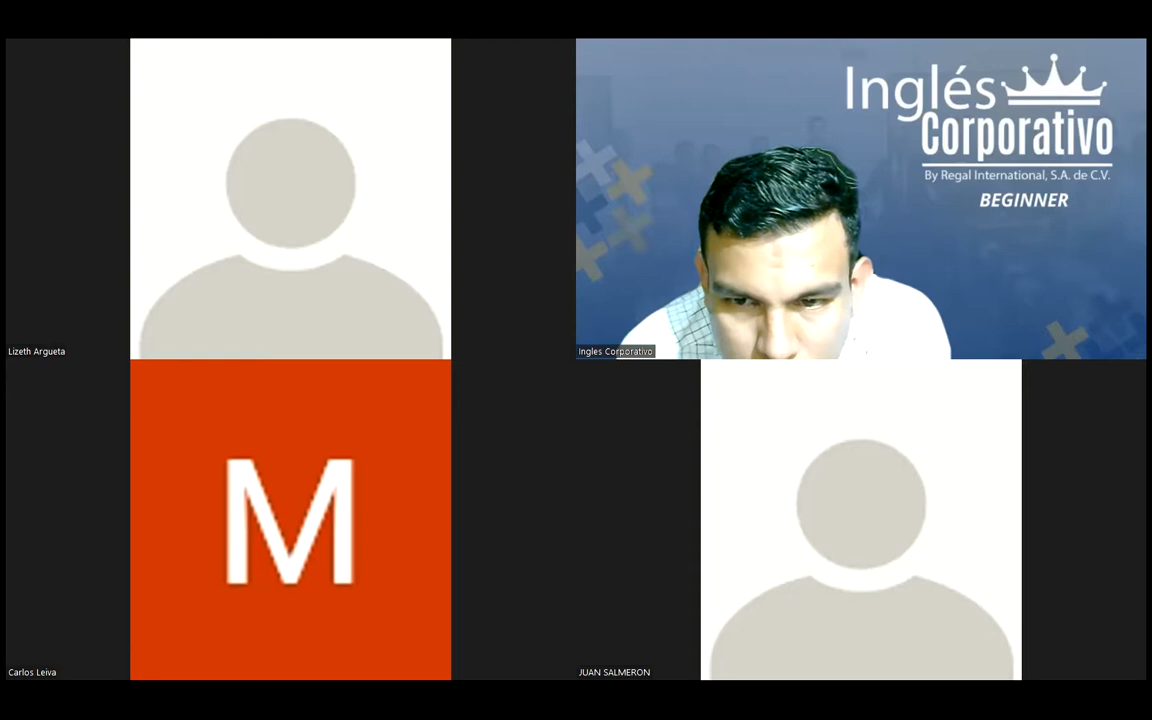 Inglés
Corporativo
By Regal International, S.A. de C.V.
BEGINNER
Lizeth Argueta
Ingles Corporativo
M
Carlos Leiva
JUAN SALMERON